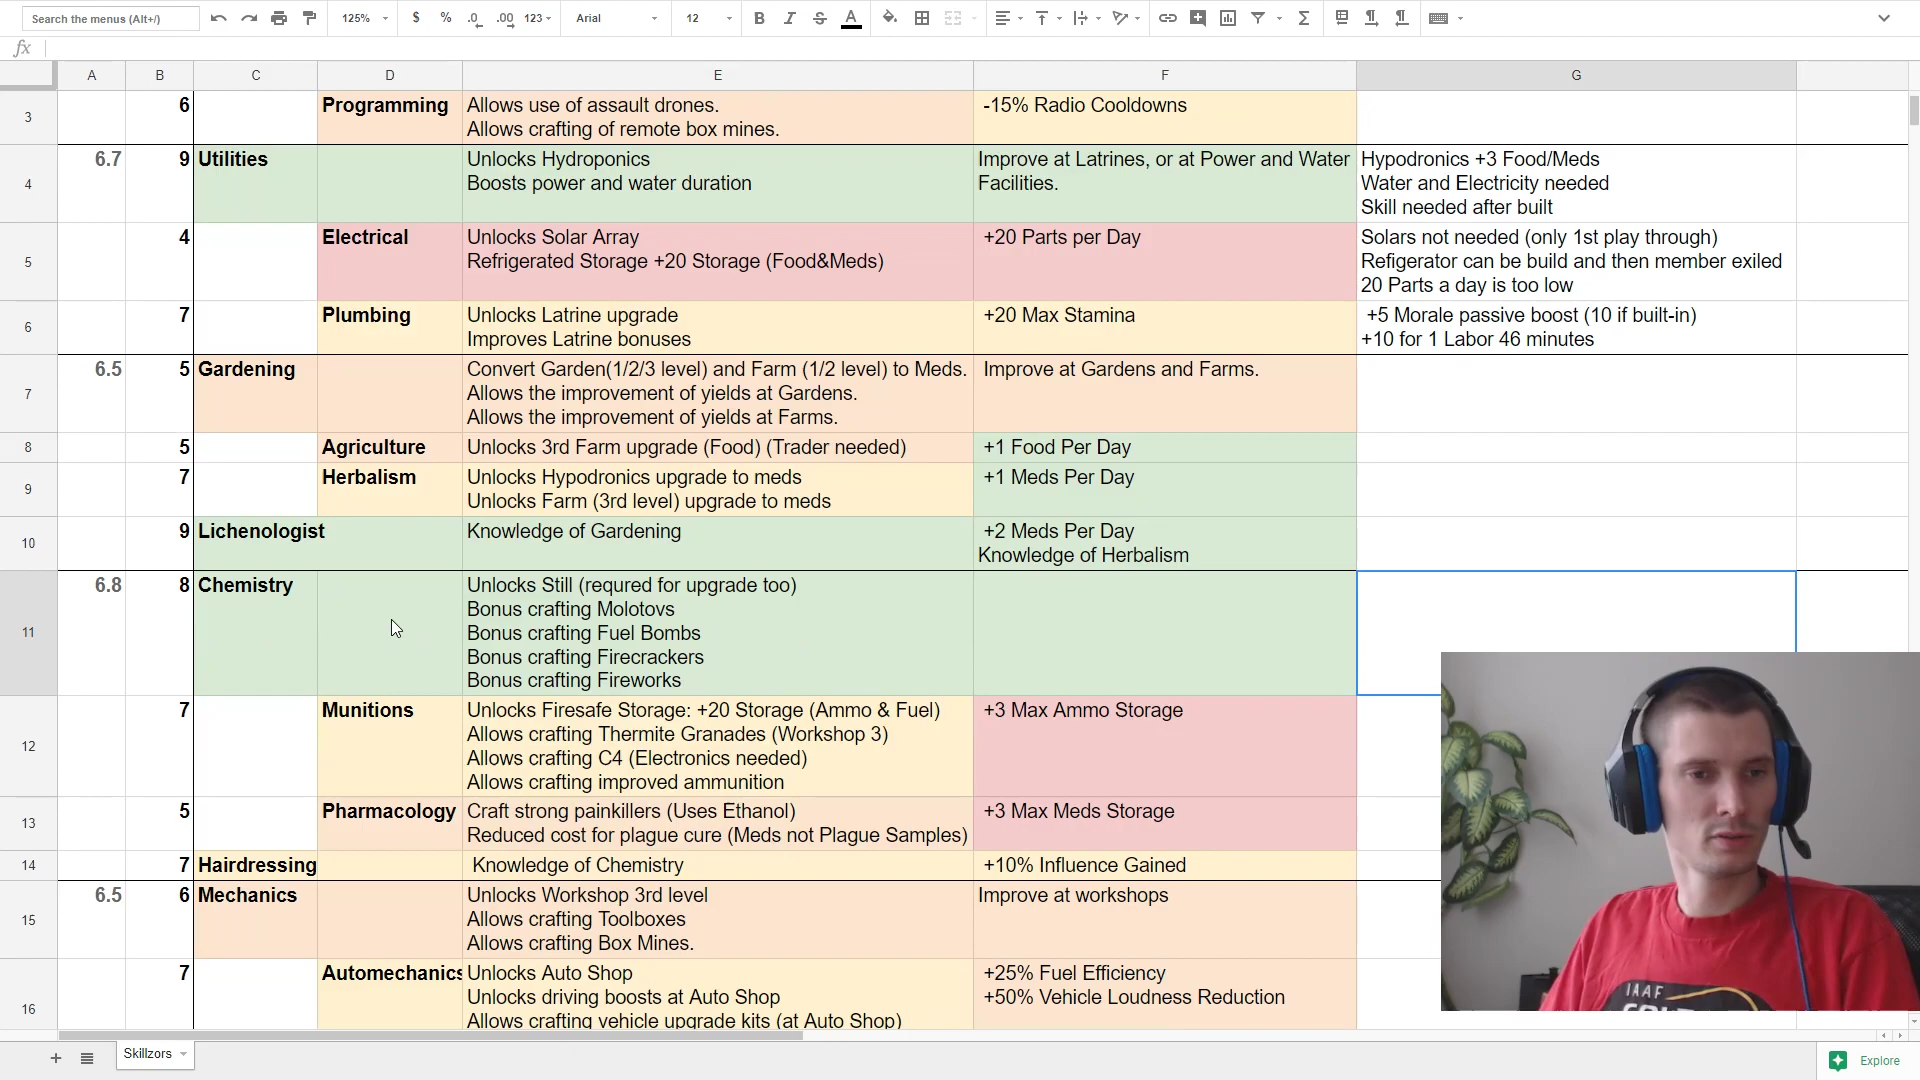 Search the menus (Alt+/)
125%
$ % .0 .00 123
Arial
12
B I S A
fx
A B C D E F G
3
6
Programming
Allows use of assault drones.
Allows crafting of remote box mines.
-15% Radio Cooldowns
4
6.7
9
Utilities
Unlocks Hydroponics
Boosts power and water duration
Improve at Latrines, or at Power and Water
Facilities.
Hypodronics +3 Food/Meds
Water and Electricity needed
Skill needed after built
5
4
Electrical
Unlocks Solar Array
Refrigerated Storage +20 Storage (Food&Meds)
+20 Parts per Day
Solars not needed (only 1st play through)
Refigerator can be build and then member exiled
20 Parts a day is too low
6
7
Plumbing
Unlocks Latrine upgrade
Improves Latrine bonuses
+20 Max Stamina
+5 Morale passive boost (10 if built-in)
+10 for 1 Labor 46 minutes
7
6.5
5
Gardening
Convert Garden(1/2/3 level) and Farm (1/2 level) to Meds.
Allows the improvement of yields at Gardens.
Allows the improvement of yields at Farms.
Improve at Gardens and Farms.
8
5
Agriculture
Unlocks 3rd Farm upgrade (Food) (Trader needed)
+1 Food Per Day
9
7
Herbalism
Unlocks Hypodronics upgrade to meds
Unlocks Farm (3rd level) upgrade to meds
+1 Meds Per Day
10
9
Lichenologist
Knowledge of Gardening
+2 Meds Per Day
Knowledge of Herbalism
11
6.8
8
Chemistry
Unlocks Still (requred for upgrade too)
Bonus crafting Molotovs
Bonus crafting Fuel Bombs
Bonus crafting Firecrackers
Bonus crafting Fireworks
12
7
Munitions
Unlocks Firesafe Storage: +20 Storage (Ammo & Fuel)
Allows crafting Thermite Granades (Workshop 3)
Allows crafting C4 (Electronics needed)
Allows crafting improved ammunition
+3 Max Ammo Storage
13
5
Pharmacology
Craft strong painkillers (Uses Ethanol)
Reduced cost for plague cure (Meds not Plague Samples)
+3 Max Meds Storage
14
7
Hairdressing
Knowledge of Chemistry
+10% Influence Gained
15
6.5
6
Mechanics
Unlocks Workshop 3rd level
Allows crafting Toolboxes
Allows crafting Box Mines.
Improve at workshops
16
7
Automechanics
Unlocks Auto Shop
Unlocks driving boosts at Auto Shop
Allows crafting vehicle upgrade kits (at Auto Shop)
+25% Fuel Efficiency
+50% Vehicle Loudness Reduction
IAAF
Skillzors
Explore